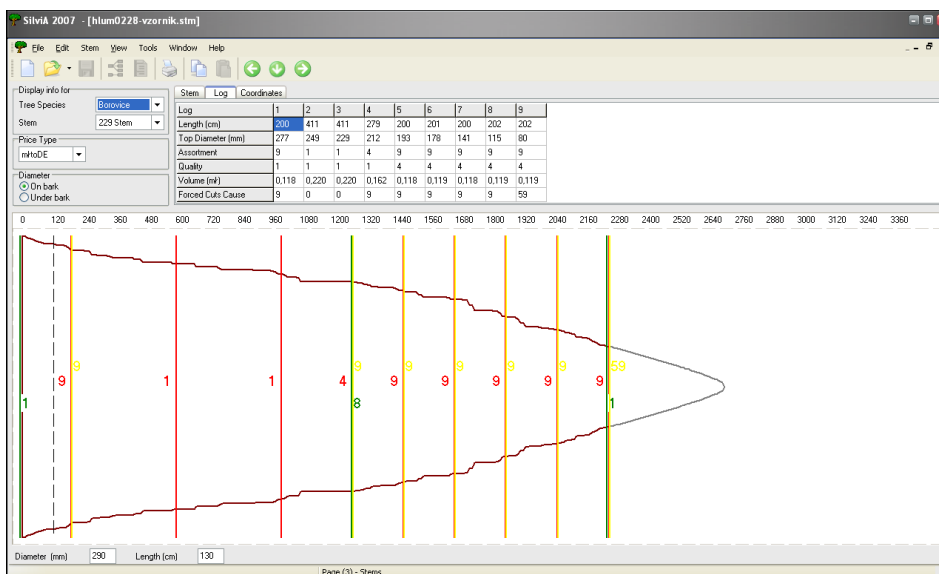 SilviA 2007 - [hlum0228-vzornik.stm]
File Edit Stem View Tools Window Help
Display info for
Tree Species Borovice
Stem 229 Stem
Price Type
mHtoDE
Diameter
On bark
Under bark
Stem Log Coordinates
Log 1 2 3 4 5 6 7 8 9
Length (cm) 200 411 411 279 200 201 200 202 202
Top Diameter (mm) 277 249 229 212 193 178 141 115 80
Assortment 9 1 1 4 9 9 9 9 9
Quality 1 1 1 1 4 4 4 4 4
Volume (mł) 0,118 0,220 0,220 0,162 0,118 0,119 0,118 0,119 0,119
Forced Cuts Cause 9 0 0 9 9 9 9 9 59
0 120 240 360 480 600 720 840 960 1080 1200 1320 1440 1560 1680 1800 1920 2040 2160 2280 2400 2520 2640 2760 2880 3000 3120 3240 3360
9 9 9 9 9 9 59
9 1 1 4 9 9 9 9 9
1 8 1
Diameter (mm) 290 Length (cm) 130
Page (3) - Stems